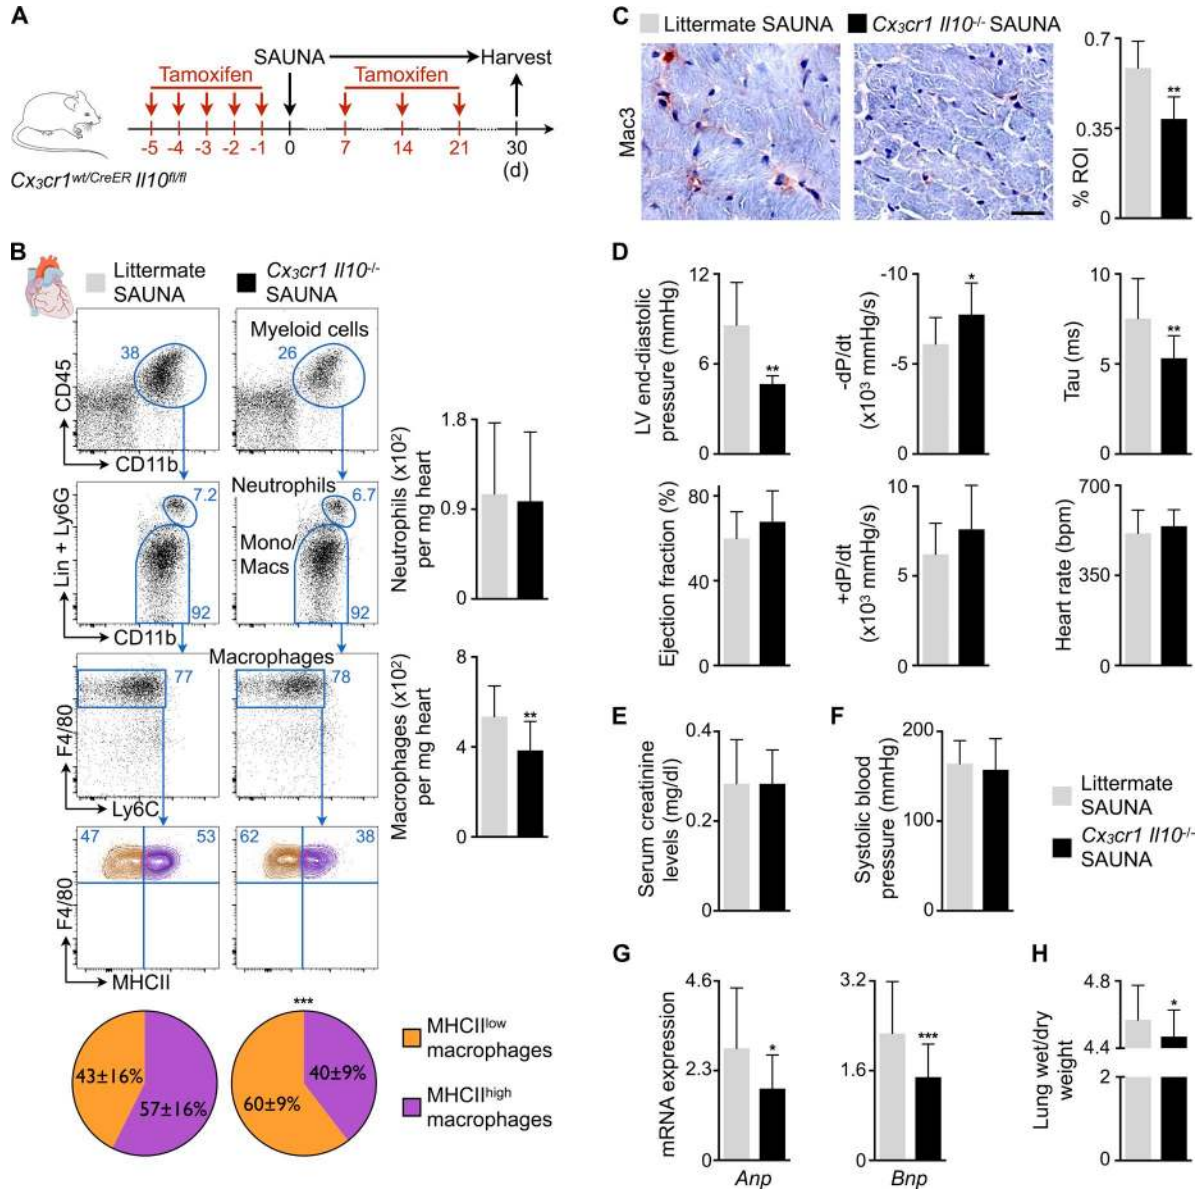 A
SAUNA
Harvest
Tamoxifen
Tamoxifen
-5 -4 -3 -2 -1 0 7 14 21 30
(d)
Cx3cr1wt/CreER Il10fl/fl
B
Littermate
SAUNA
Cx3cr1 Il10-/-
SAUNA
Myeloid cells
38
26
CD45
CD11b
Neutrophils
7.2
6.7
Mono/
Macs
92
92
Lin + Ly6G
CD11b
Macrophages
77
78
F4/80
Ly6C
47 53
62 38
F4/80
MHCII
***
43±16%
57±16%
60±9%
40±9%
MHCIIlow
macrophages
MHCIIhigh
macrophages
Neutrophils (x10²)
per mg heart
1.8
0.9
0
Macrophages (x10²)
per mg heart
8
4
0
**
C
Littermate SAUNA
Cx3cr1 Il10-/- SAUNA
Mac3
% ROI
0.7
0.35
0
**
D
LV end-diastolic
pressure (mmHg)
12
6
0
**
-dP/dt
(x10³ mmHg/s)
-10
-5
0
*
Tau
(ms)
10
5
0
**
Ejection fraction (%)
80
40
0
+dP/dt
(x10³ mmHg/s)
10
5
0
Heart rate (bpm)
700
350
0
E
Serum creatinine
levels (mg/dl)
0.4
0.2
0
F
Systolic blood
pressure (mmHg)
200
100
0
Littermate
SAUNA
Cx3cr1 Il10-/-
SAUNA
G
mRNA expression
4.6
2.3
0
*
Anp
3.2
1.6
0
***
Bnp
H
Lung wet/dry
weight
4.8
4.4
2
0
*